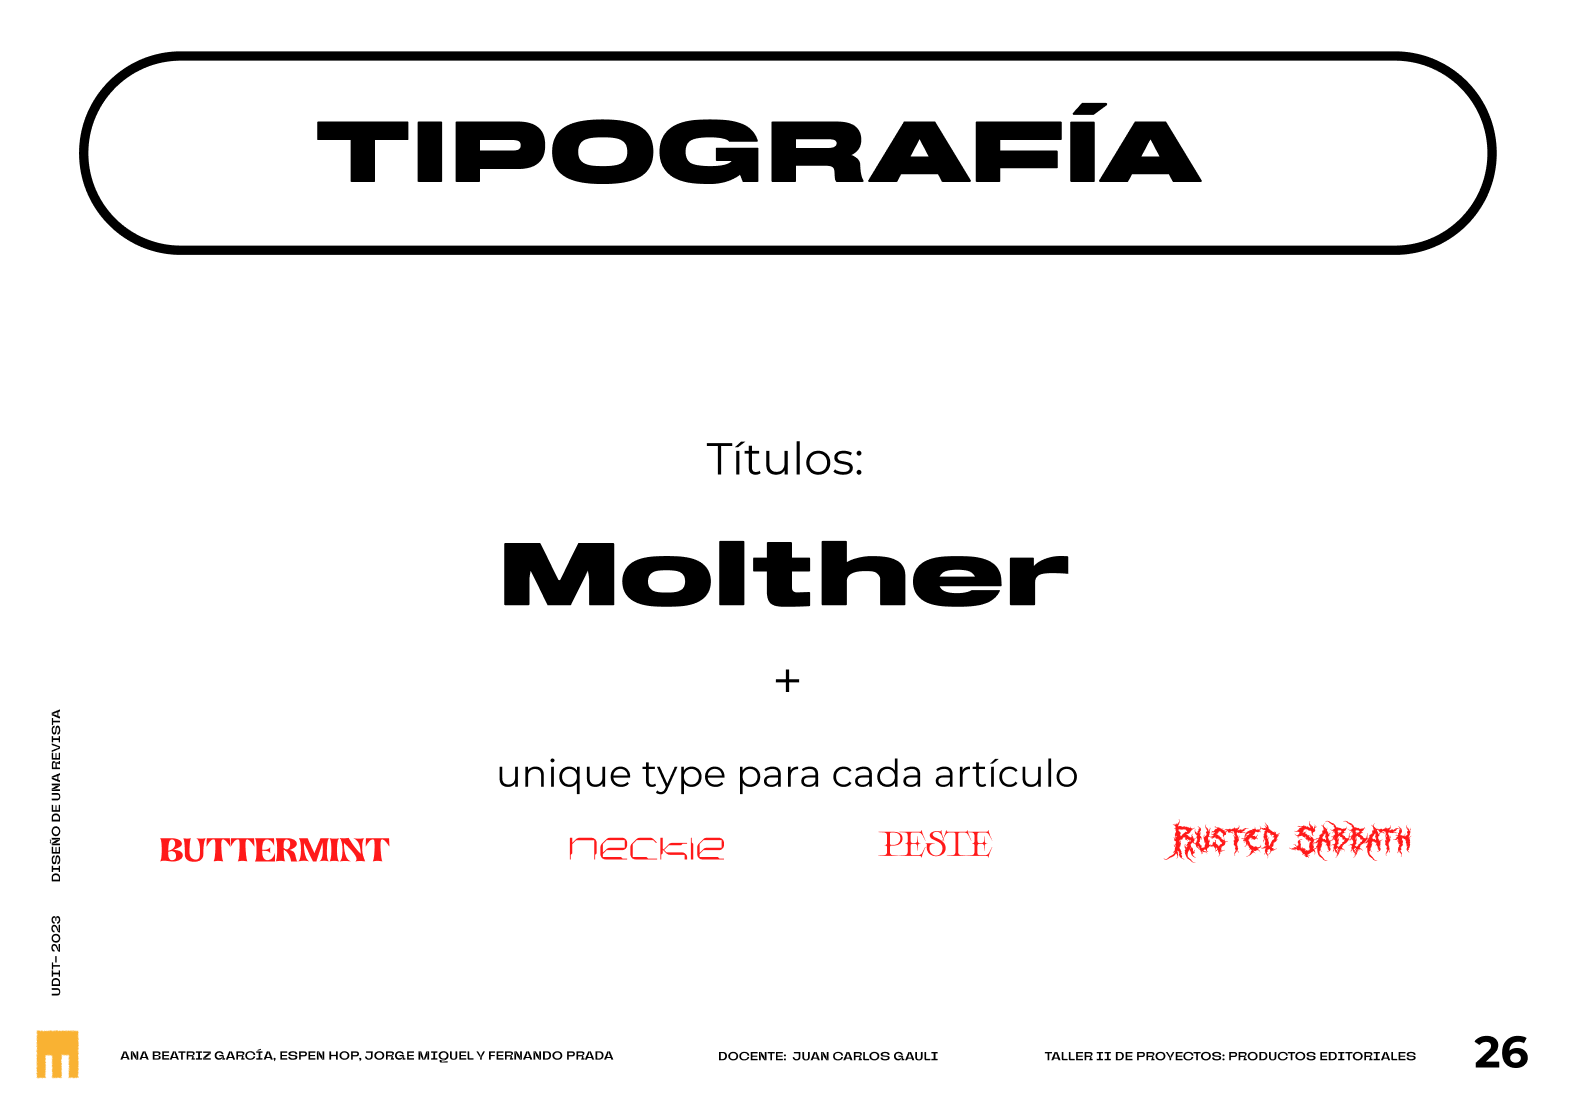 TIPOGRAFÍA
Títulos:
Molther
+
unique type para cada artículo
BUTTERMINT
neckie
PESTE
RUSTED SABBATH
DISEÑO DE UNA REVISTA
UDIT– 2023
ANA BEATRIZ GARCÍA, ESPEN HOP, JORGE MIQUEL Y FERNANDO PRADA
DOCENTE: JUAN CARLOS GAULI
TALLER II DE PROYECTOS: PRODUCTOS EDITORIALES
26